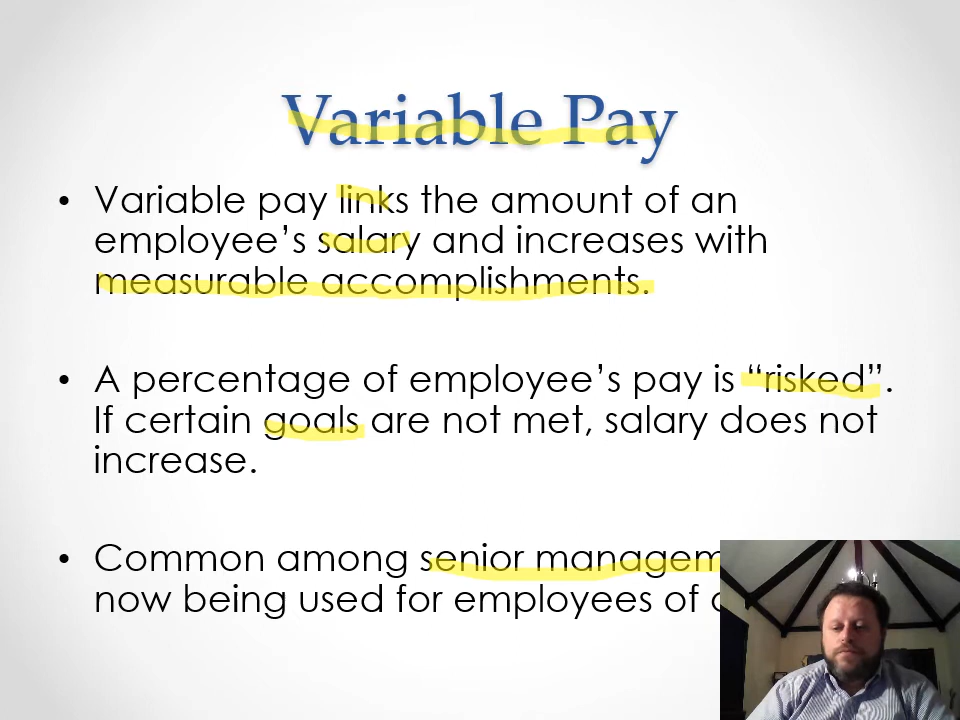 Variable Pay
• Variable pay links the amount of an
employee’s salary and increases with
measurable accomplishments.
• A percentage of employee’s pay is “risked”.
If certain goals are not met, salary does not
increase.
• Common among senior
now being used for employees of